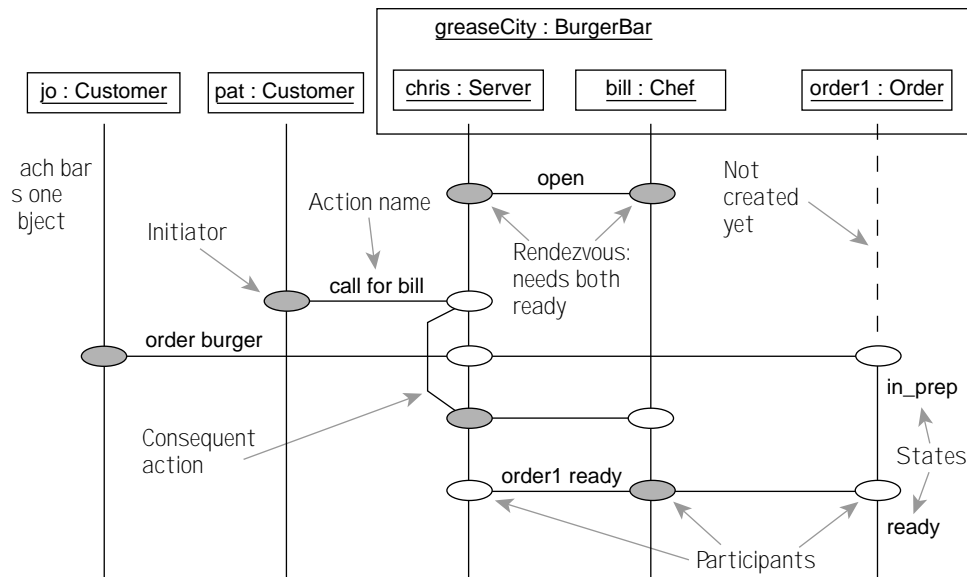 greaseCity : BurgerBar
jo : Customer
pat : Customer
chris : Server
bill : Chef
order1 : Order
ach bar
s one
bject
open
Not
created
yet
Action name
Initiator
Rendezvous:
needs both
ready
call for bill
order burger
in_prep
Consequent
action
States
order1 ready
ready
Participants